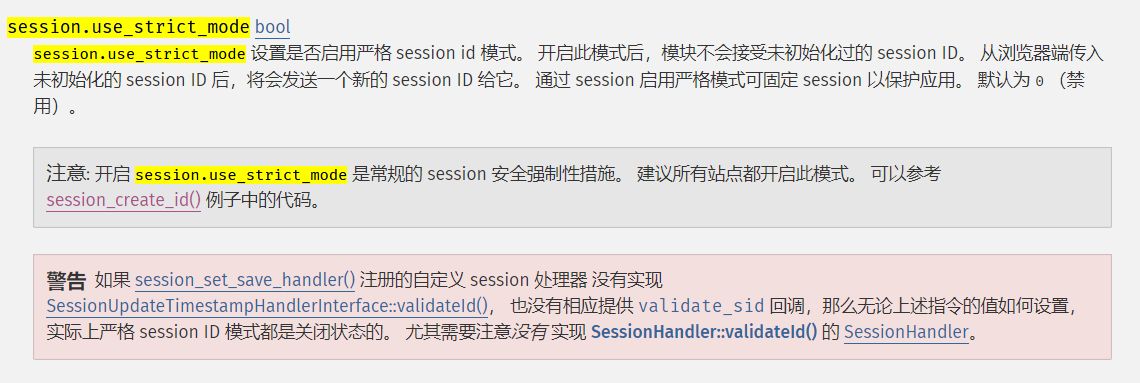 session.use_strict_mode bool
session.use_strict_mode 设置是否启用严格 session id 模式。 开启此模式后，模块不会接受未初始化过的 session ID。 从浏览器端传入
未初始化的 session ID 后，将会发送一个新的 session ID 给它。 通过 session 启用严格模式可固定 session 以保护应用。 默认为 0 （禁
用）。
注意: 开启 session.use_strict_mode 是常规的 session 安全强制性措施。 建议所有站点都开启此模式。 可以参考
session_create_id() 例子中的代码。
警告 如果 session_set_save_handler() 注册的自定义 session 处理器 没有实现
SessionUpdateTimestampHandlerInterface::validateId()， 也没有相应提供 validate_sid 回调，那么无论上述指令的值如何设置，
实际上严格 session ID 模式都是关闭状态的。 尤其需要注意没有 实现 SessionHandler::validateId() 的 SessionHandler。